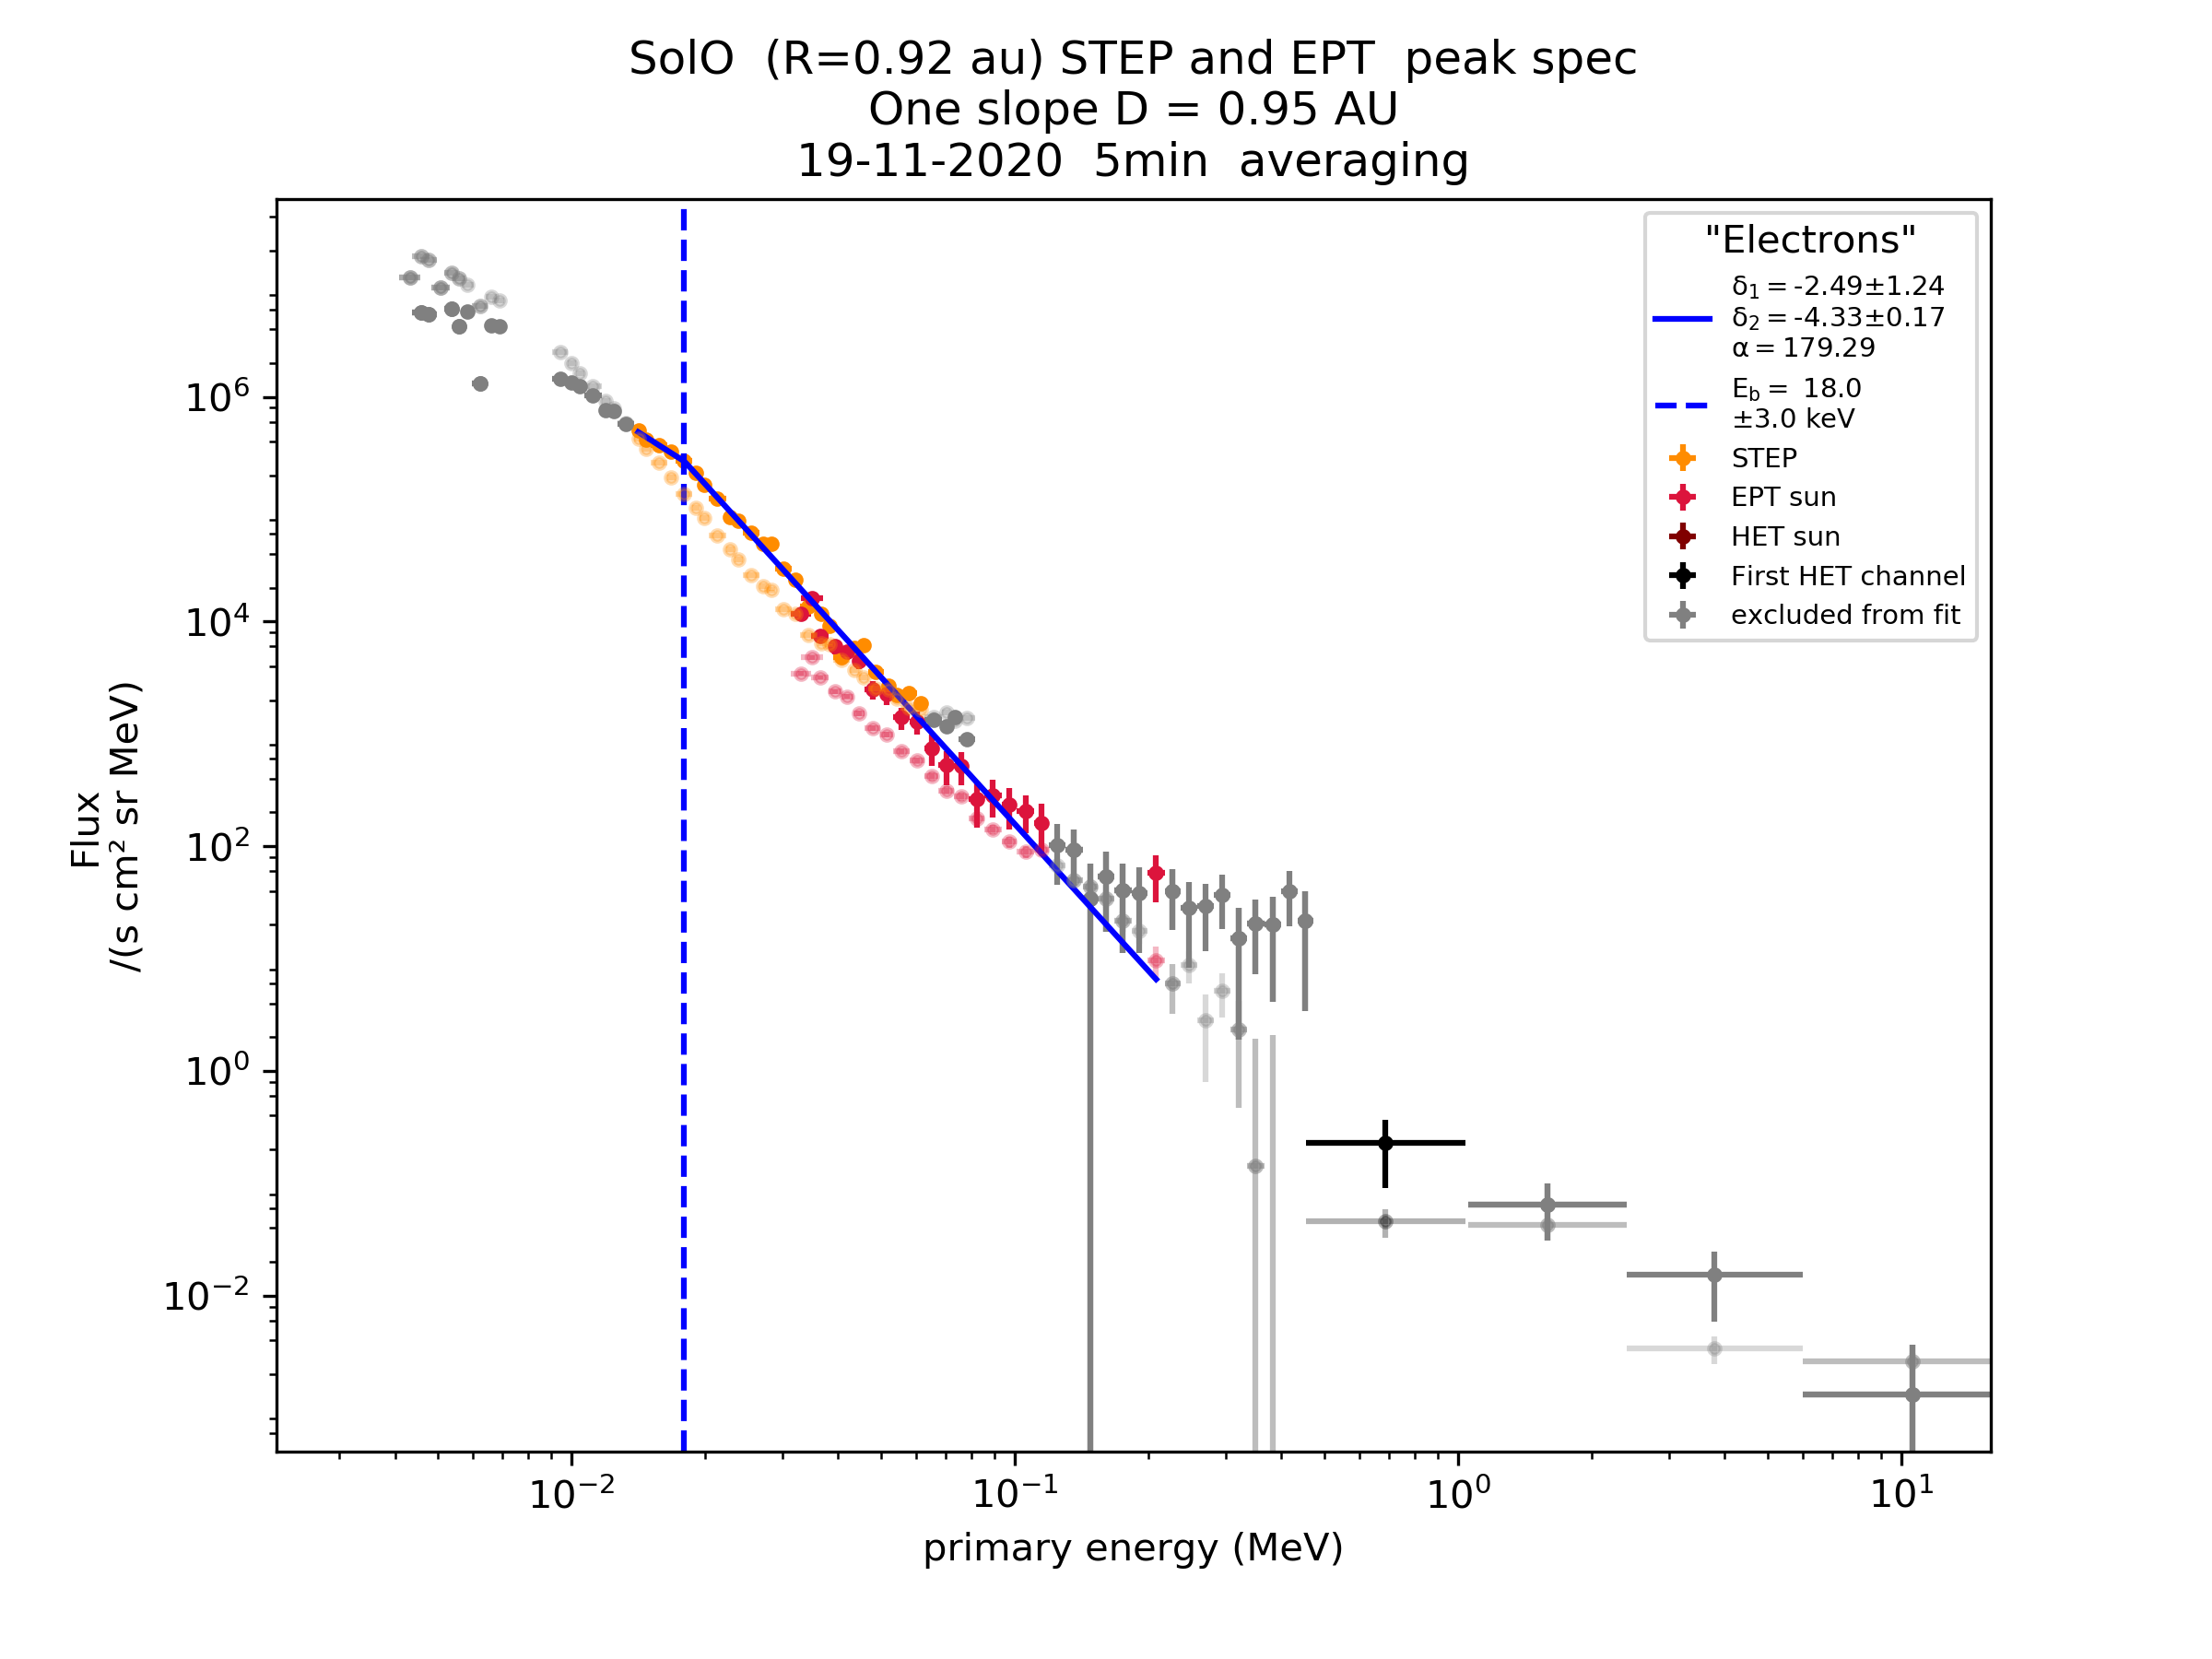 SolO  (R=0.92 au) STEP and EPT  peak spec
One slope D = 0.95 AU
19-11-2020  5min  averaging
"Electrons"
δ₁ = -2.49±1.24
δ₂ = -4.33±0.17
α = 179.29
E_b =  18.0
±3.0 keV
STEP
EPT sun
HET sun
First HET channel
excluded from fit
10⁶
10⁴
10²
10⁰
10⁻²
Flux
/(s cm² sr MeV)
10⁻²
10⁻¹
10⁰
10¹
primary energy (MeV)